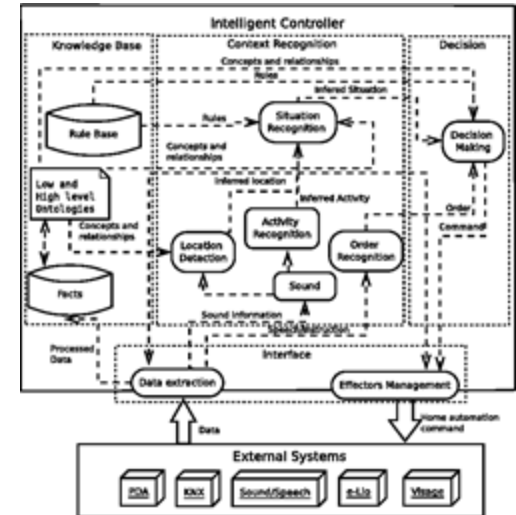 Intelligent Controller
Knowledge Base
Context Recognition
Decision
Concepts and relationships
Rules
Infered Situation
Rule Base
Rules
Situation
Recognition
Decision
Making
Concepts and
relationships
Low and
High level
Ontologies
Inferred location
Inferred Activity
Concepts and
relationships
Location
Detection
Activity
Recognition
Order
Recognition
Order
Command
Facts
Sound
Sound Information
Processed
Data
Interface
Data extraction
Effectors Management
Data
Home automation
command
External Systems
PDA
KNX
Sound/Speech
e-Lio
Visage